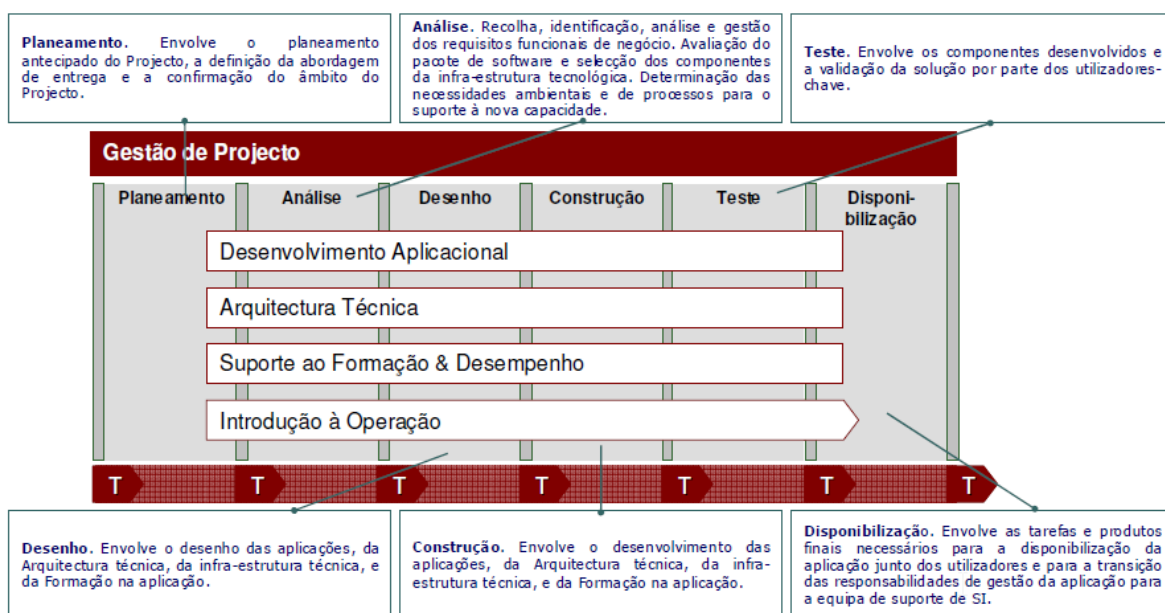 Planeamento. Envolve o planeamento
antecipado do Projecto, a definição da abordagem
de entrega e a confirmação do âmbito do
Projecto.
Análise. Recolha, identificação, análise e gestão
dos requisitos funcionais de negócio. Avaliação do
pacote de software e selecção dos componentes
da infra-estrutura tecnológica. Determinação das
necessidades ambientais e de processos para o
suporte à nova capacidade.
Teste. Envolve os componentes desenvolvidos e
a validação da solução por parte dos utilizadores-
chave.
Gestão de Projecto
Planeamento
Análise
Desenho
Construção
Teste
Disponi-
bilização
Desenvolvimento Aplicacional
Arquitectura Técnica
Suporte ao Formação & Desempenho
Introdução à Operação
T T T T T T T
Desenho. Envolve o desenho das aplicações, da
Arquitectura técnica, da infra-estrutura técnica, e
da Formação na aplicação.
Construção. Envolve o desenvolvimento das
aplicações, da Arquitectura técnica, da infra-
estrutura técnica, e da Formação na aplicação.
Disponibilização. Envolve as tarefas e produtos
finais necessários para a disponibilização da
aplicação junto dos utilizadores e para a transição
das responsabilidades de gestão da aplicação para
a equipa de suporte de SI.